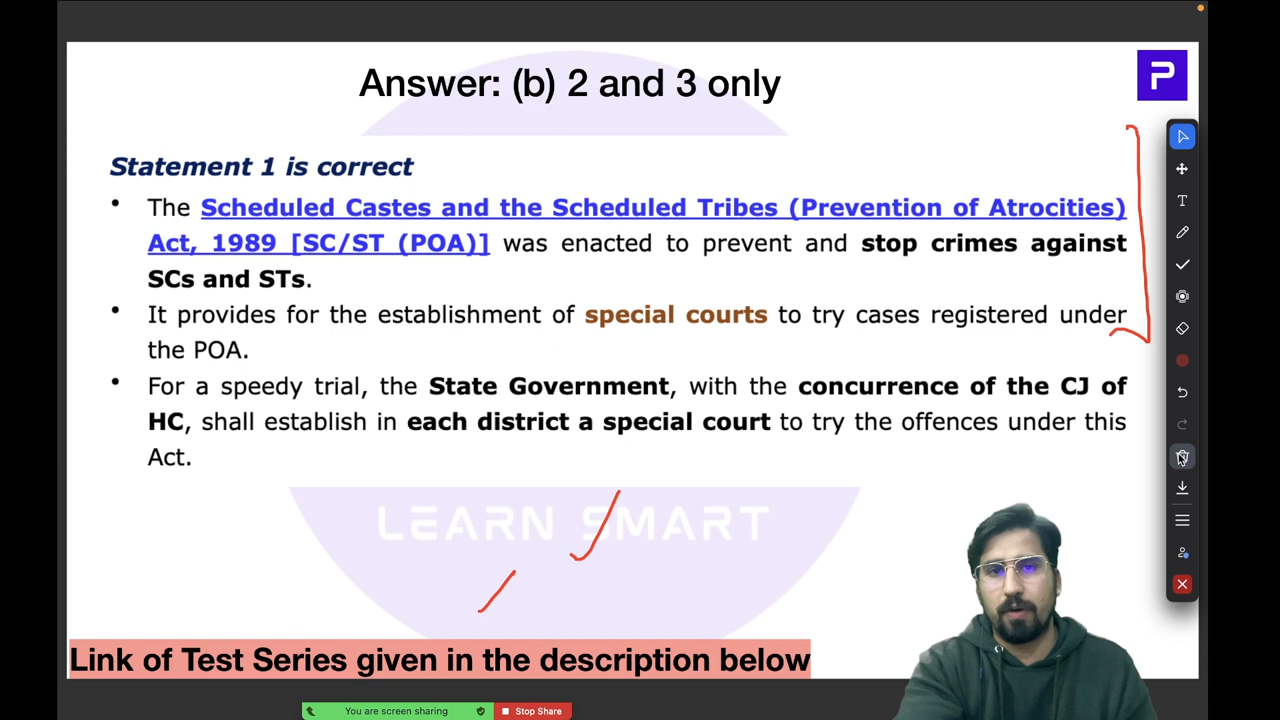 Answer: (b) 2 and 3 only
P
Statement 1 is correct
• The Scheduled Castes and the Scheduled Tribes (Prevention of Atrocities)
Act, 1989 [SC/ST (POA)] was enacted to prevent and stop crimes against
SCs and STs.
• It provides for the establishment of special courts to try cases registered under
the POA.
• For a speedy trial, the State Government, with the concurrence of the CJ of
HC, shall establish in each district a special court to try the offences under this
Act.
LEARN SMART
Link of Test Series given in the description below
You are screen sharing
Stop Share
T